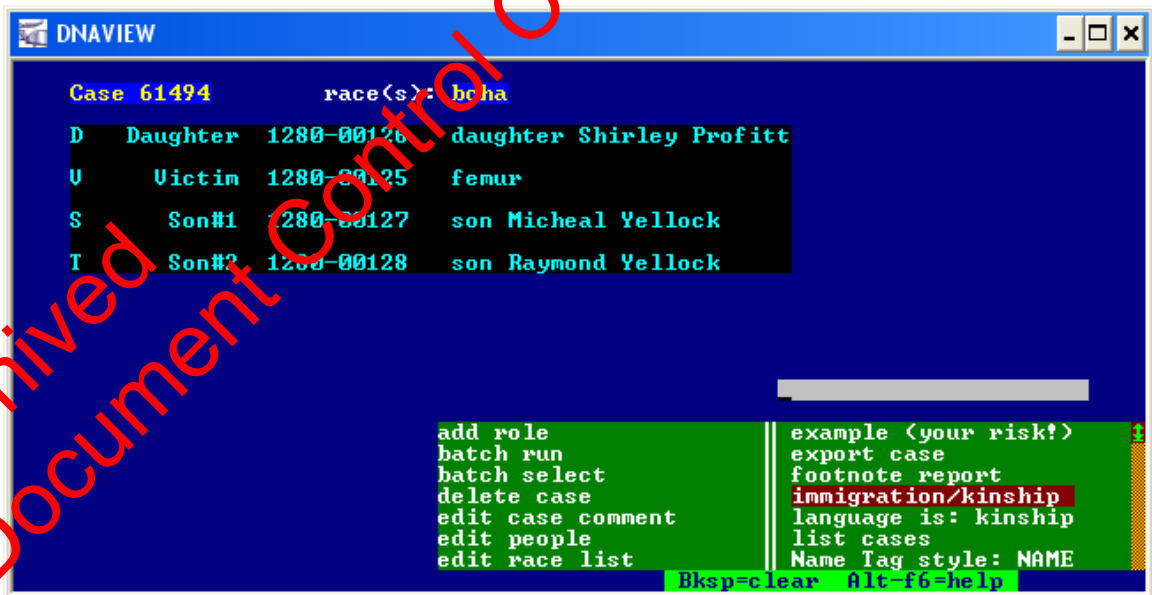 DNAVIEW
Case 61494 race(s): bcha
D Daughter 1280-00126 daughter Shirley Profitt
V Victim 1280-00125 femur
S Son#1 1280-00127 son Micheal Yellock
T Son#2 1280-00128 son Raymond Yellock
add role
batch run
batch select
delete case
edit case comment
edit people
edit race list
example (your risk!)
export case
footnote report
immigration/kinship
language is: kinship
list cases
Name Tag style: NAME
Bksp=clear Alt-f6=help
Document Control